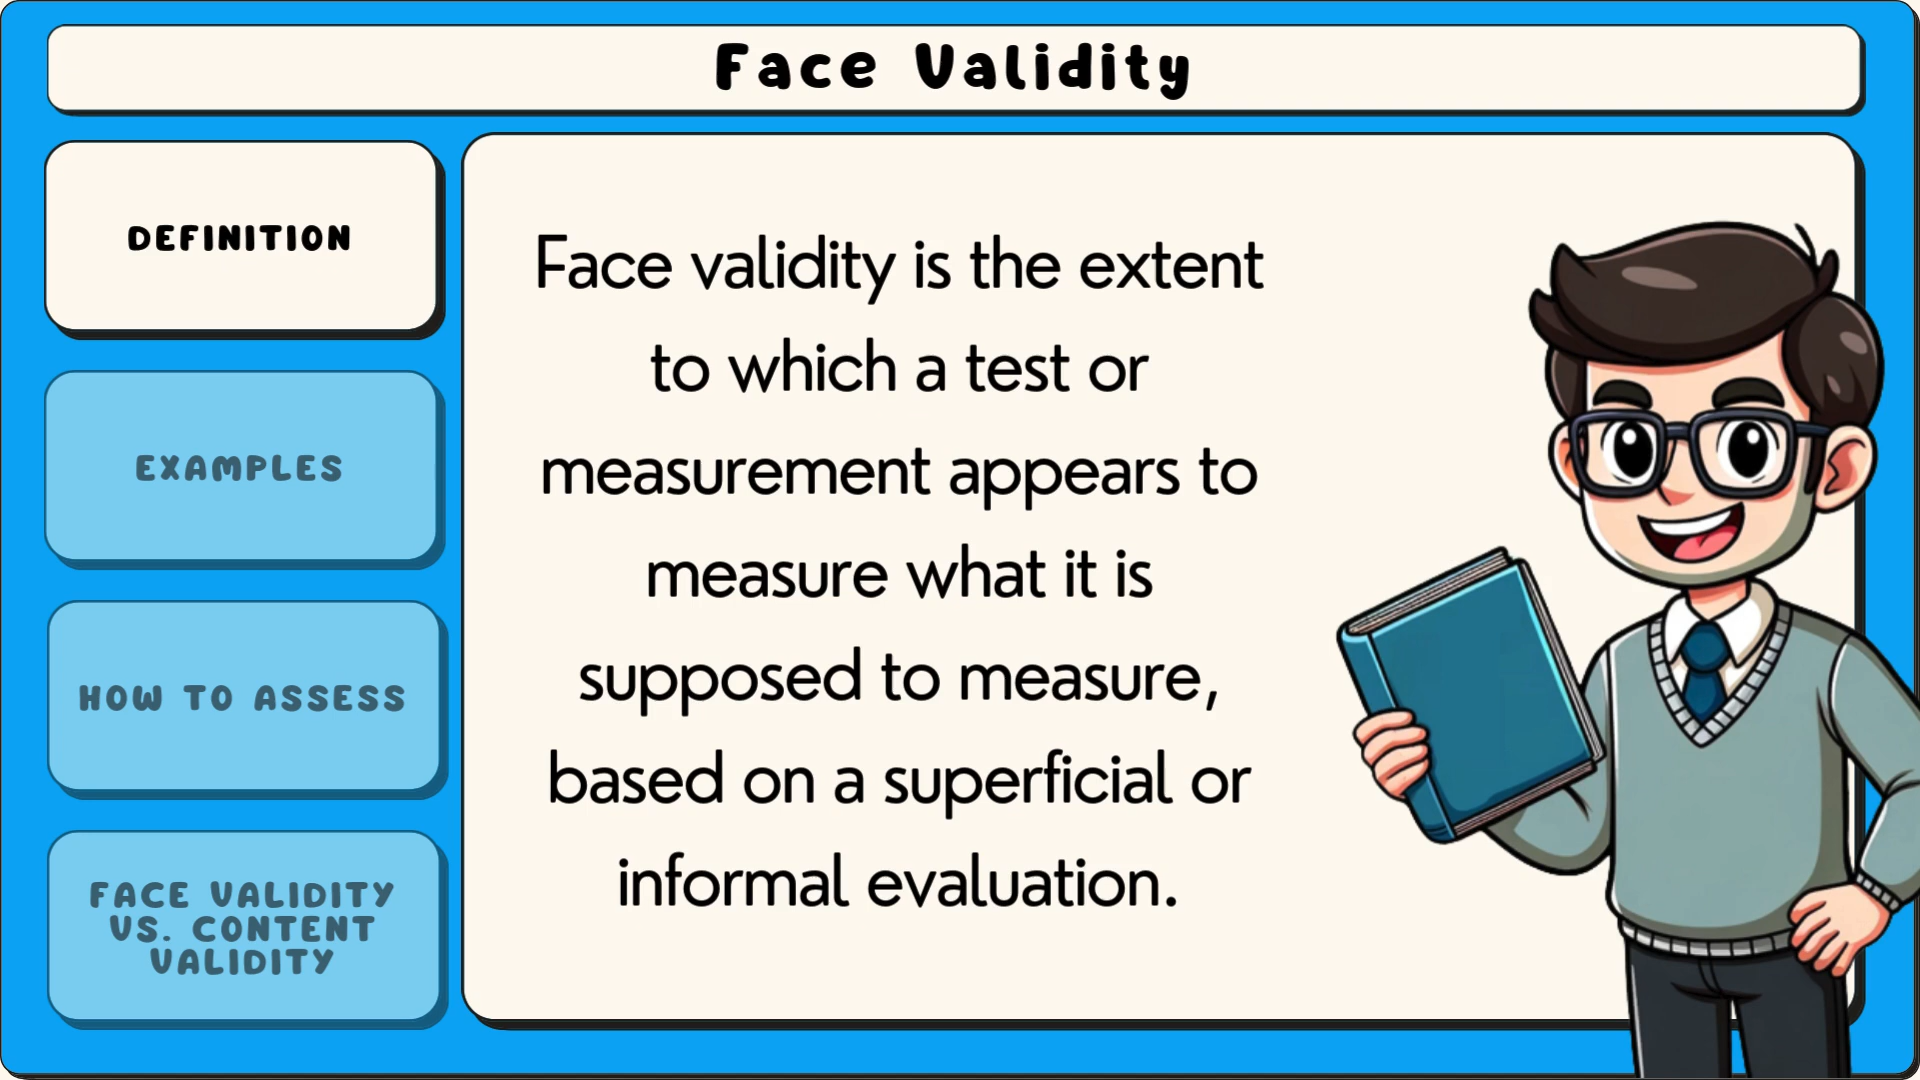 Face Validity
DEFINITION
EXAMPLES
HOW TO ASSESS
FACE VALIDITY
VS. CONTENT
VALIDITY
Face validity is the extent
to which a test or
measurement appears to
measure what it is
supposed to measure,
based on a superficial or
informal evaluation.